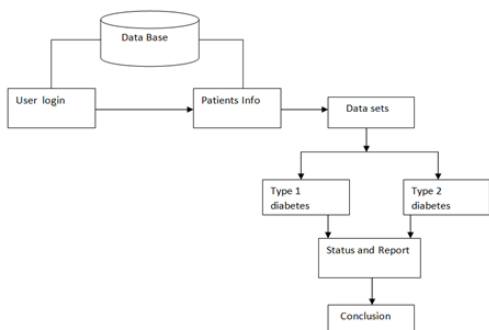 Data Base
User login
Patients Info
Data sets
Type 1
diabetes
Type 2
diabetes
Status and Report
Conclusion